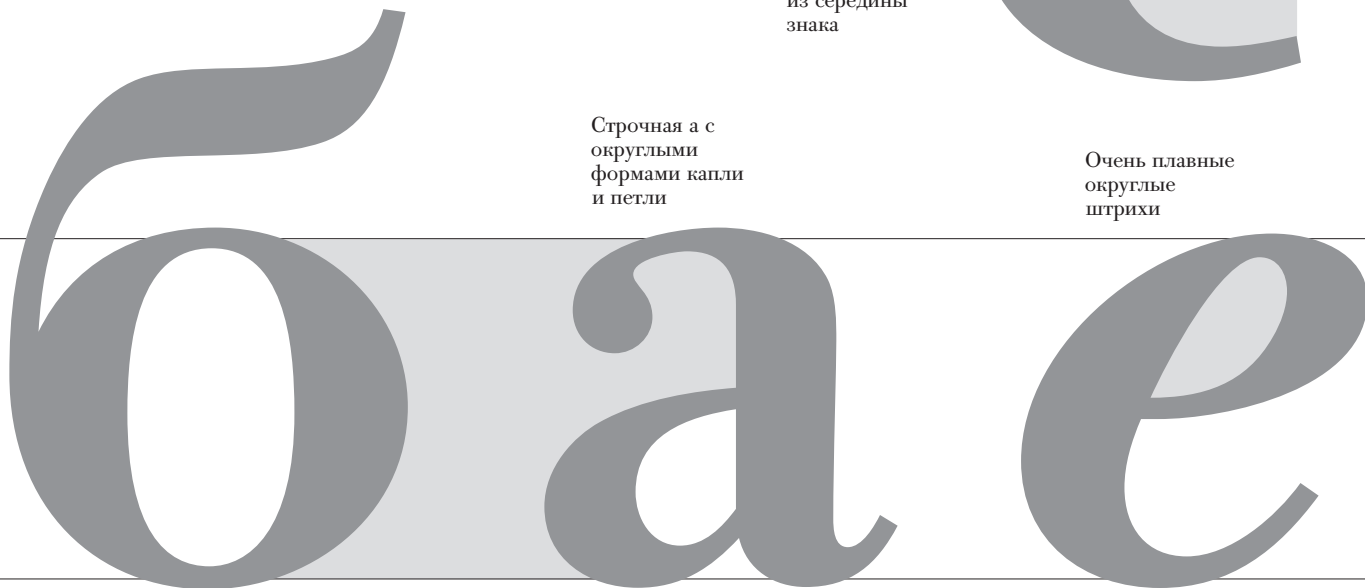 из середины
знака
Строчная а с
округлыми
формами капли
и петли
Очень плавные
округлые
штрихи
б а е